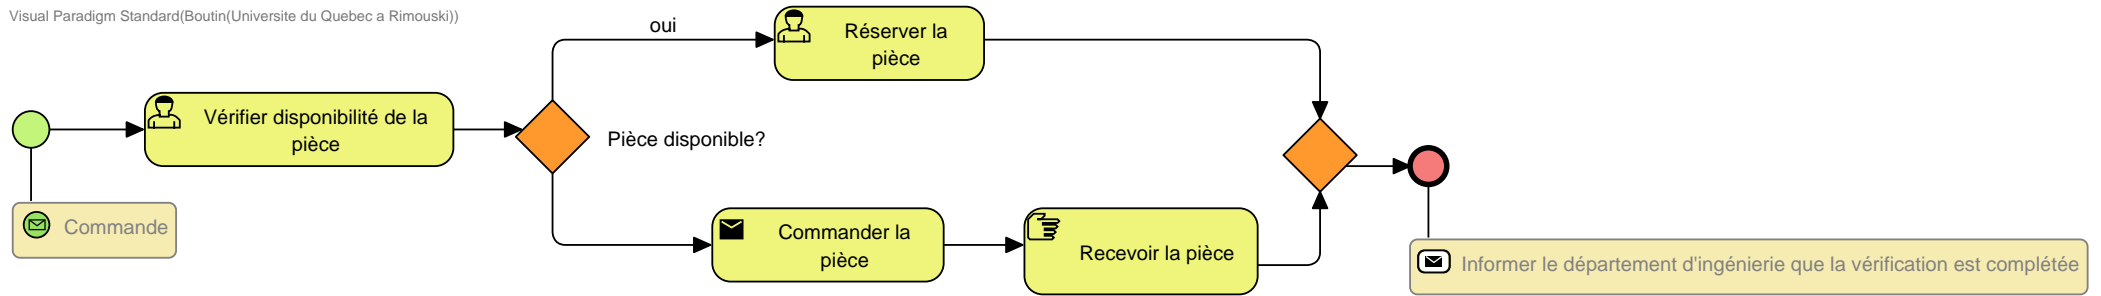 Visual Paradigm Standard(Boutin(Universite du Quebec a Rimouski))
oui
Réserver la
pièce
Vérifier disponibilité de la
pièce
Pièce disponible?
Commande
Commander la
pièce
Recevoir la pièce
Informer le département d'ingénierie que la vérification est complétée